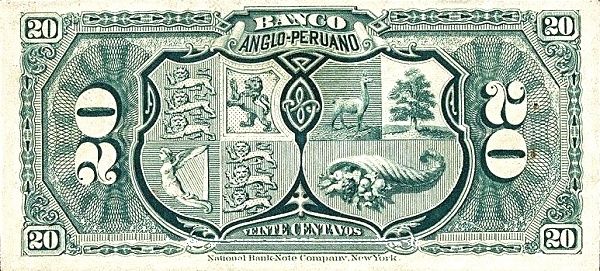 20 BANCO 20
ANGLO-PERUANO
20 20
VEINTE CENTAVOS
20 20
National Bank-Note Company, New York.